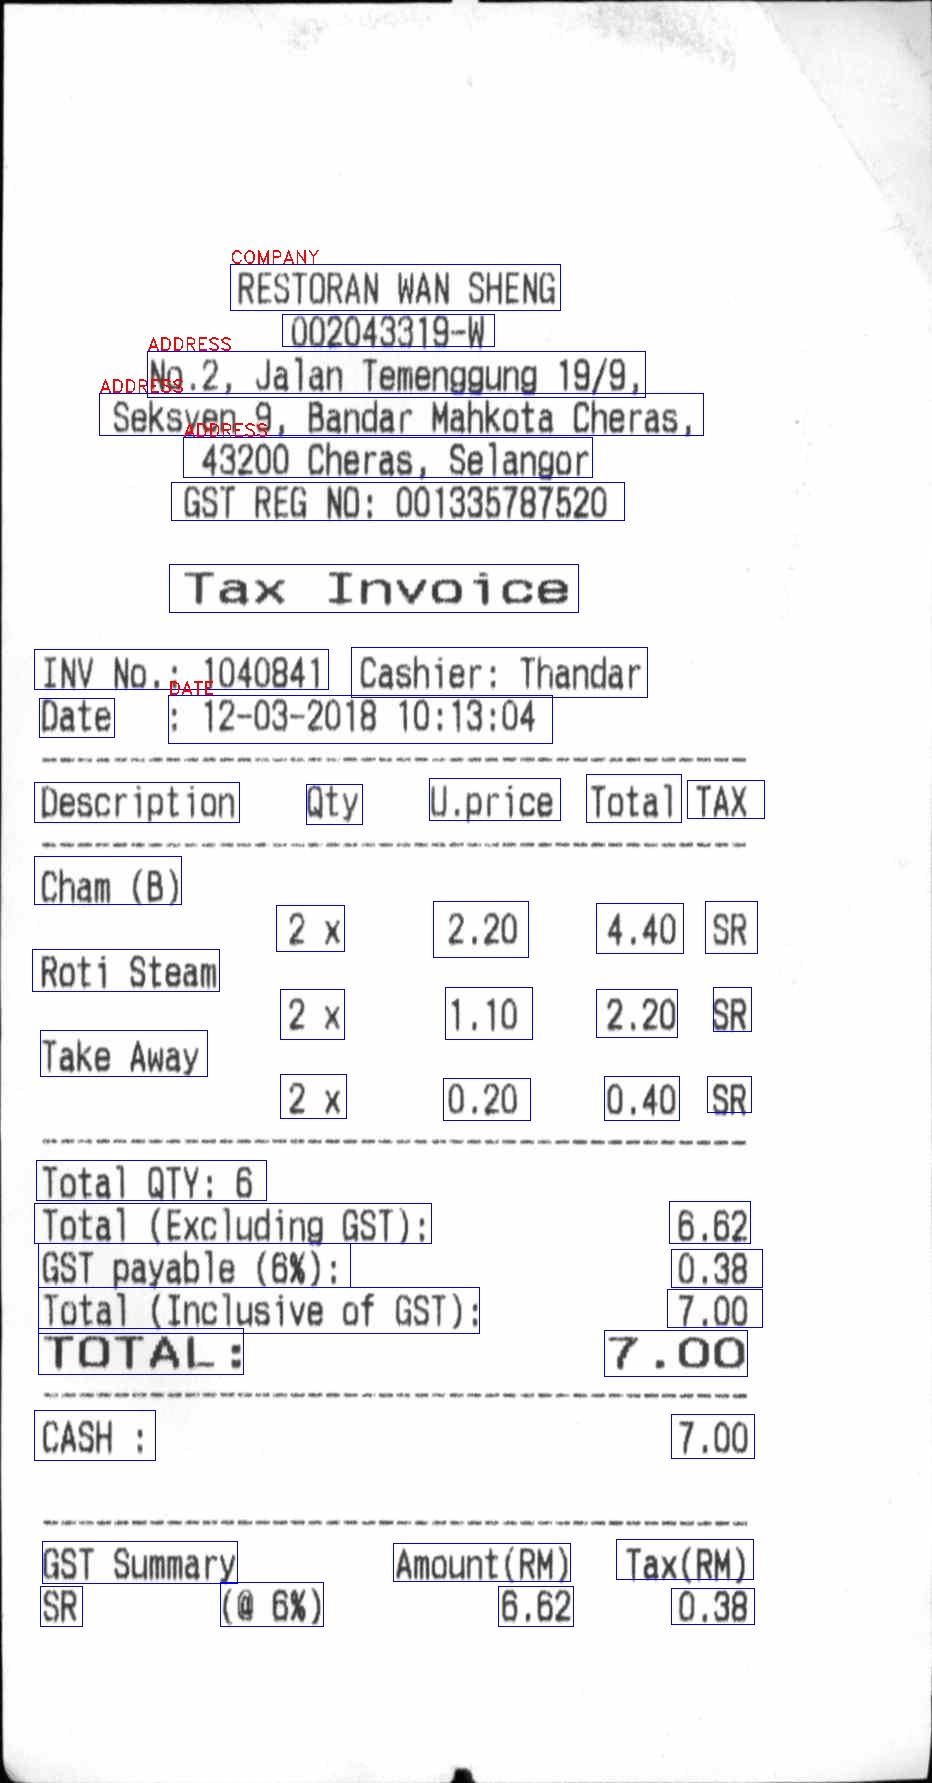 COMPANY
RESTORAN WAN SHENG
002043319-W
ADDRESS
No.2, Jalan Temenggung 19/9,
ADDRESS
Seksyen 9, Bandar Mahkota Cheras,
ADDRESS
43200 Cheras, Selangor
GST REG NO: 001335787520
Tax Invoice
INV No.: 1040841 Cashier: Thandar
DATE
Date : 12-03-2018 10:13:04
Description Qty U.price Total TAX
Cham (B)
2 x 2.20 4.40 SR
Roti Steam
2 x 1.10 2.20 SR
Take Away
2 x 0.20 0.40 SR
Total QTY: 6
Total (Excluding GST): 6.62
GST payable (6%): 0.38
Total (Inclusive of GST): 7.00
TOTAL: 7.00
CASH : 7.00
GST Summary Amount(RM) Tax(RM)
SR (@ 6%) 6.62 0.38